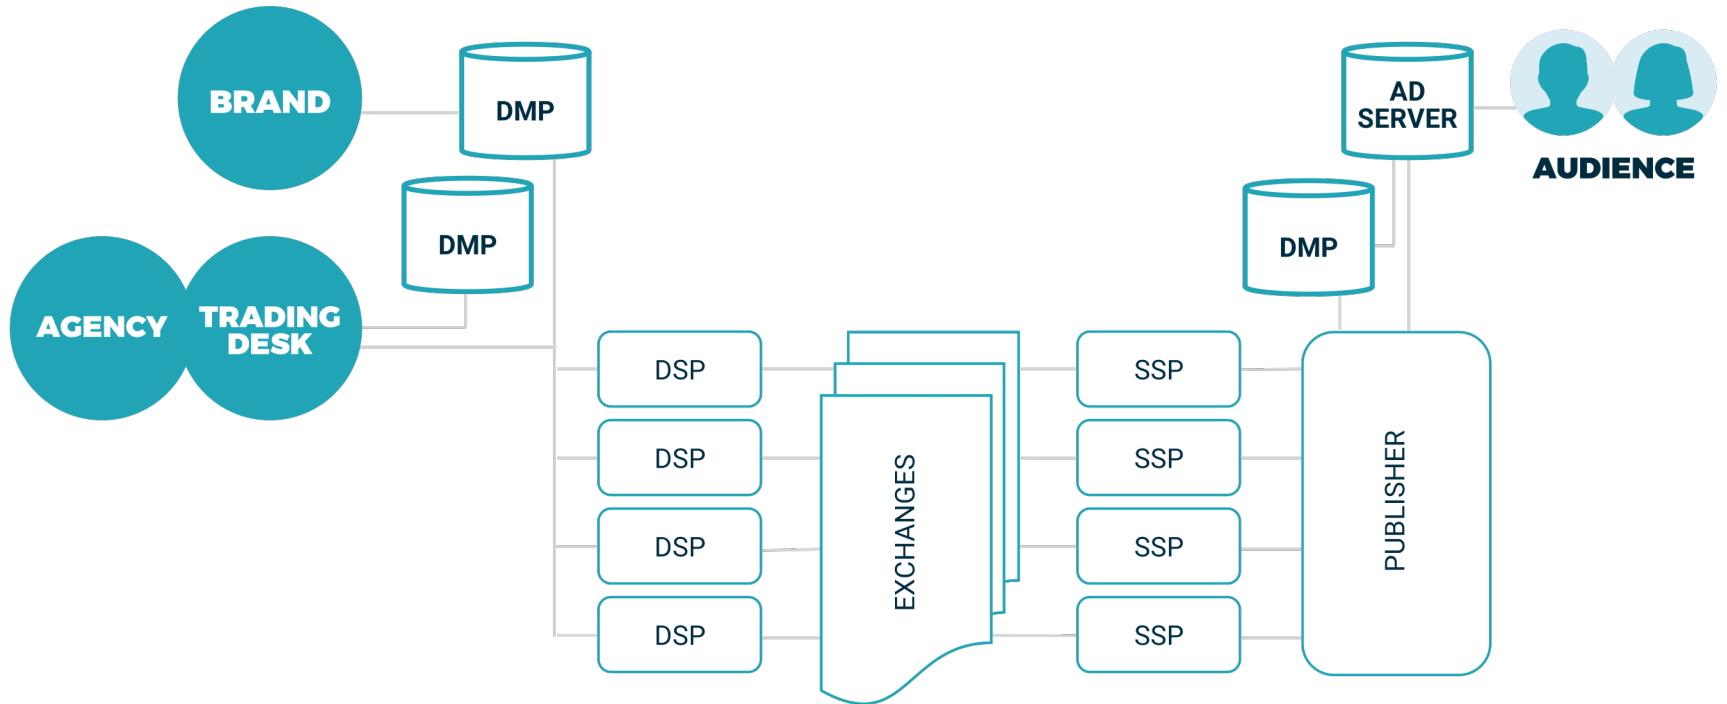 BRAND
DMP
AD
SERVER
AUDIENCE
DMP
DMP
AGENCY
TRADING
DESK
DSP
SSP
DSP
SSP
EXCHANGES
PUBLISHER
DSP
SSP
DSP
SSP